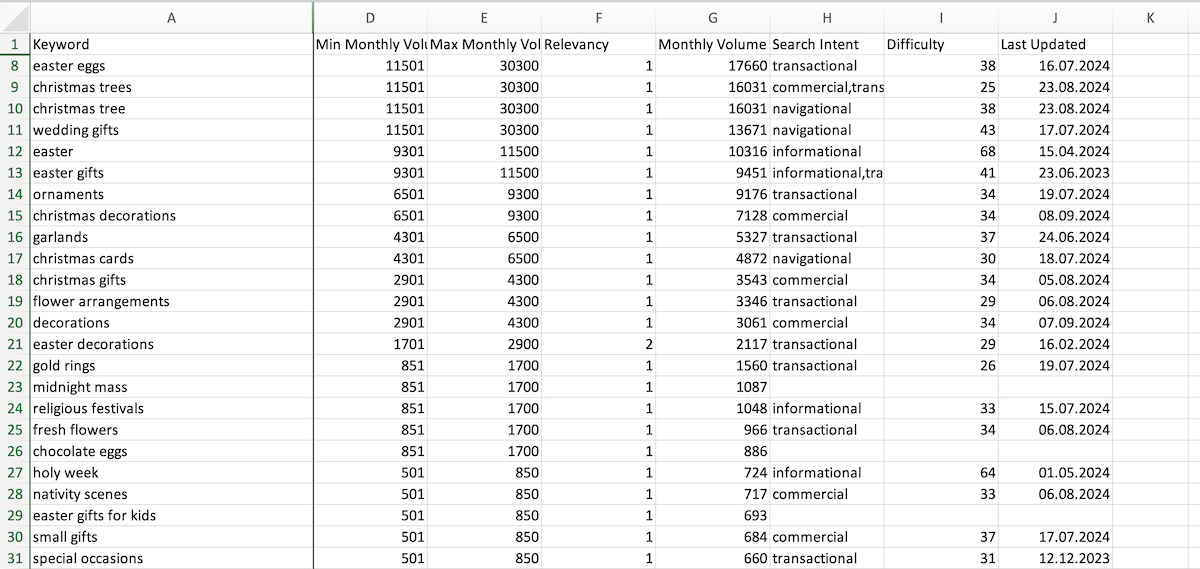 A D E F G H I J K
1 Keyword Min Monthly Volu Max Monthly Vol Relevancy Monthly Volume Search Intent Difficulty Last Updated
8 easter eggs 11501 30300 1 17660 transactional 38 16.07.2024
9 christmas trees 11501 30300 1 16031 commercial,trans 25 23.08.2024
10 christmas tree 11501 30300 1 16031 navigational 38 23.08.2024
11 wedding gifts 11501 30300 1 13671 navigational 43 17.07.2024
12 easter 9301 11500 1 10316 informational 68 15.04.2024
13 easter gifts 9301 11500 1 9451 informational,tra 41 23.06.2023
14 ornaments 6501 9300 1 9176 transactional 34 19.07.2024
15 christmas decorations 6501 9300 1 7128 commercial 34 08.09.2024
16 garlands 4301 6500 1 5327 transactional 37 24.06.2024
17 christmas cards 4301 6500 1 4872 navigational 30 18.07.2024
18 christmas gifts 2901 4300 1 3543 commercial 34 05.08.2024
19 flower arrangements 2901 4300 1 3346 transactional 29 06.08.2024
20 decorations 2901 4300 1 3061 commercial 34 07.09.2024
21 easter decorations 1701 2900 2 2117 transactional 29 16.02.2024
22 gold rings 851 1700 1 1560 transactional 26 19.07.2024
23 midnight mass 851 1700 1 1087
24 religious festivals 851 1700 1 1048 informational 33 15.07.2024
25 fresh flowers 851 1700 1 966 transactional 34 06.08.2024
26 chocolate eggs 851 1700 1 886
27 holy week 501 850 1 724 informational 64 01.05.2024
28 nativity scenes 501 850 1 717 commercial 33 06.08.2024
29 easter gifts for kids 501 850 1 693
30 small gifts 501 850 1 684 commercial 37 17.07.2024
31 special occasions 501 850 1 660 transactional 31 12.12.2023